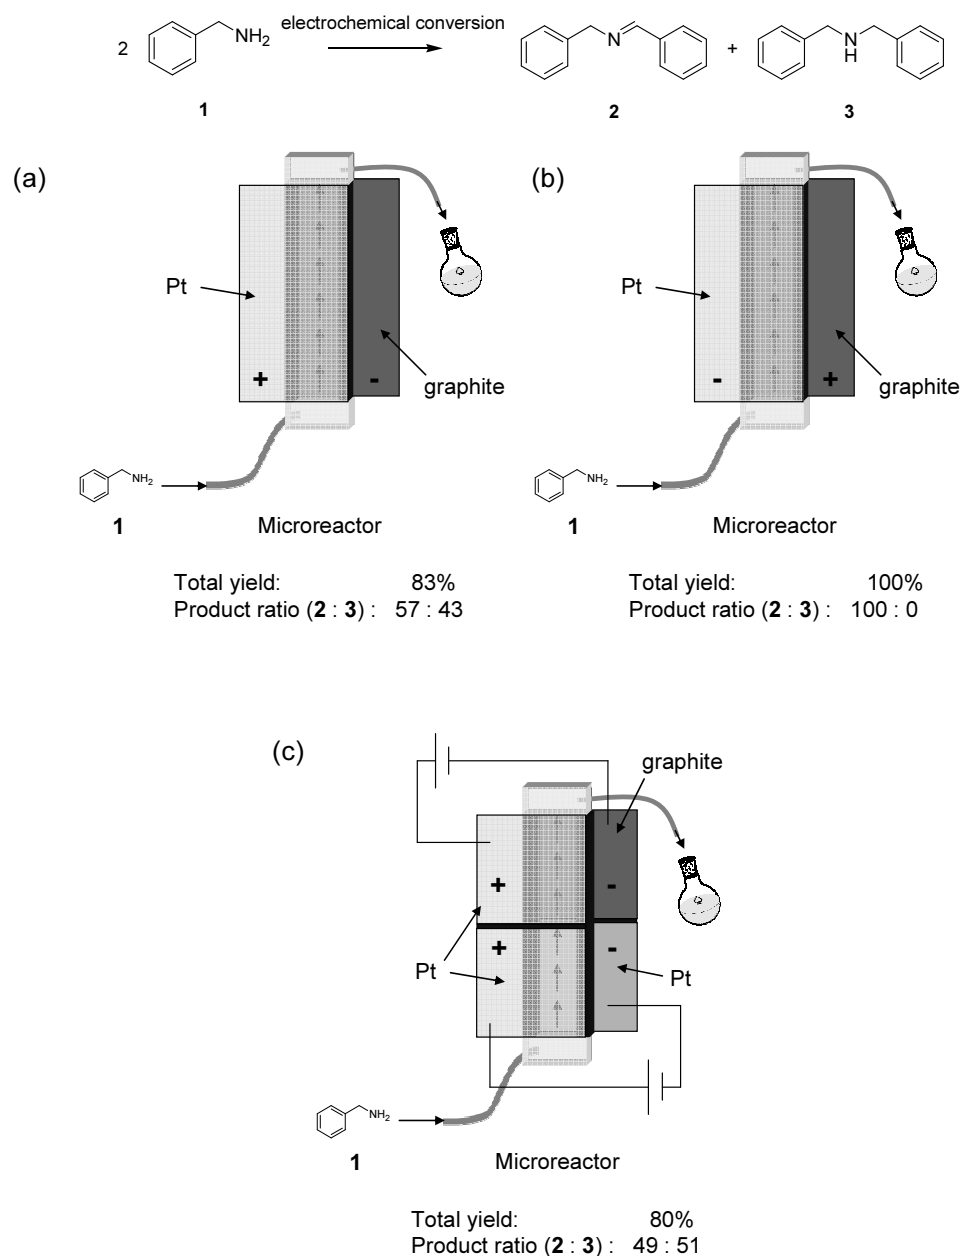 2 NH2 electrochemical conversion N + N H
1 2 3
(a) (b)
Pt Pt
graphite graphite
+ - - +
NH2 NH2
1 Microreactor 1 Microreactor
Total yield: 83% Total yield: 100%
Product ratio (2 : 3) : 57 : 43 Product ratio (2 : 3) : 100 : 0
(c)
graphite
+ -
+ -
Pt Pt
NH2
1 Microreactor
Total yield: 80%
Product ratio (2 : 3) : 49 : 51